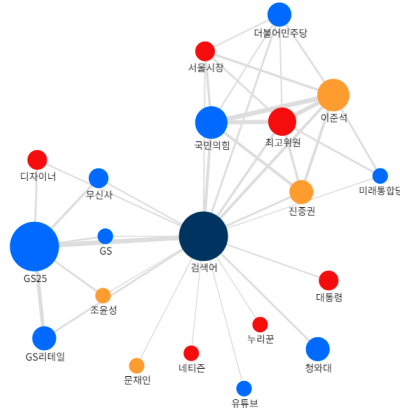 더불어민주당
서울시장
이준석
국민의힘
최고위원
디자이너
무신사
미래통합당
진중권
GS
검색어
GS25
대통령
조윤성
누리꾼
GS리테일
네티즌
청와대
문재인
유튜브